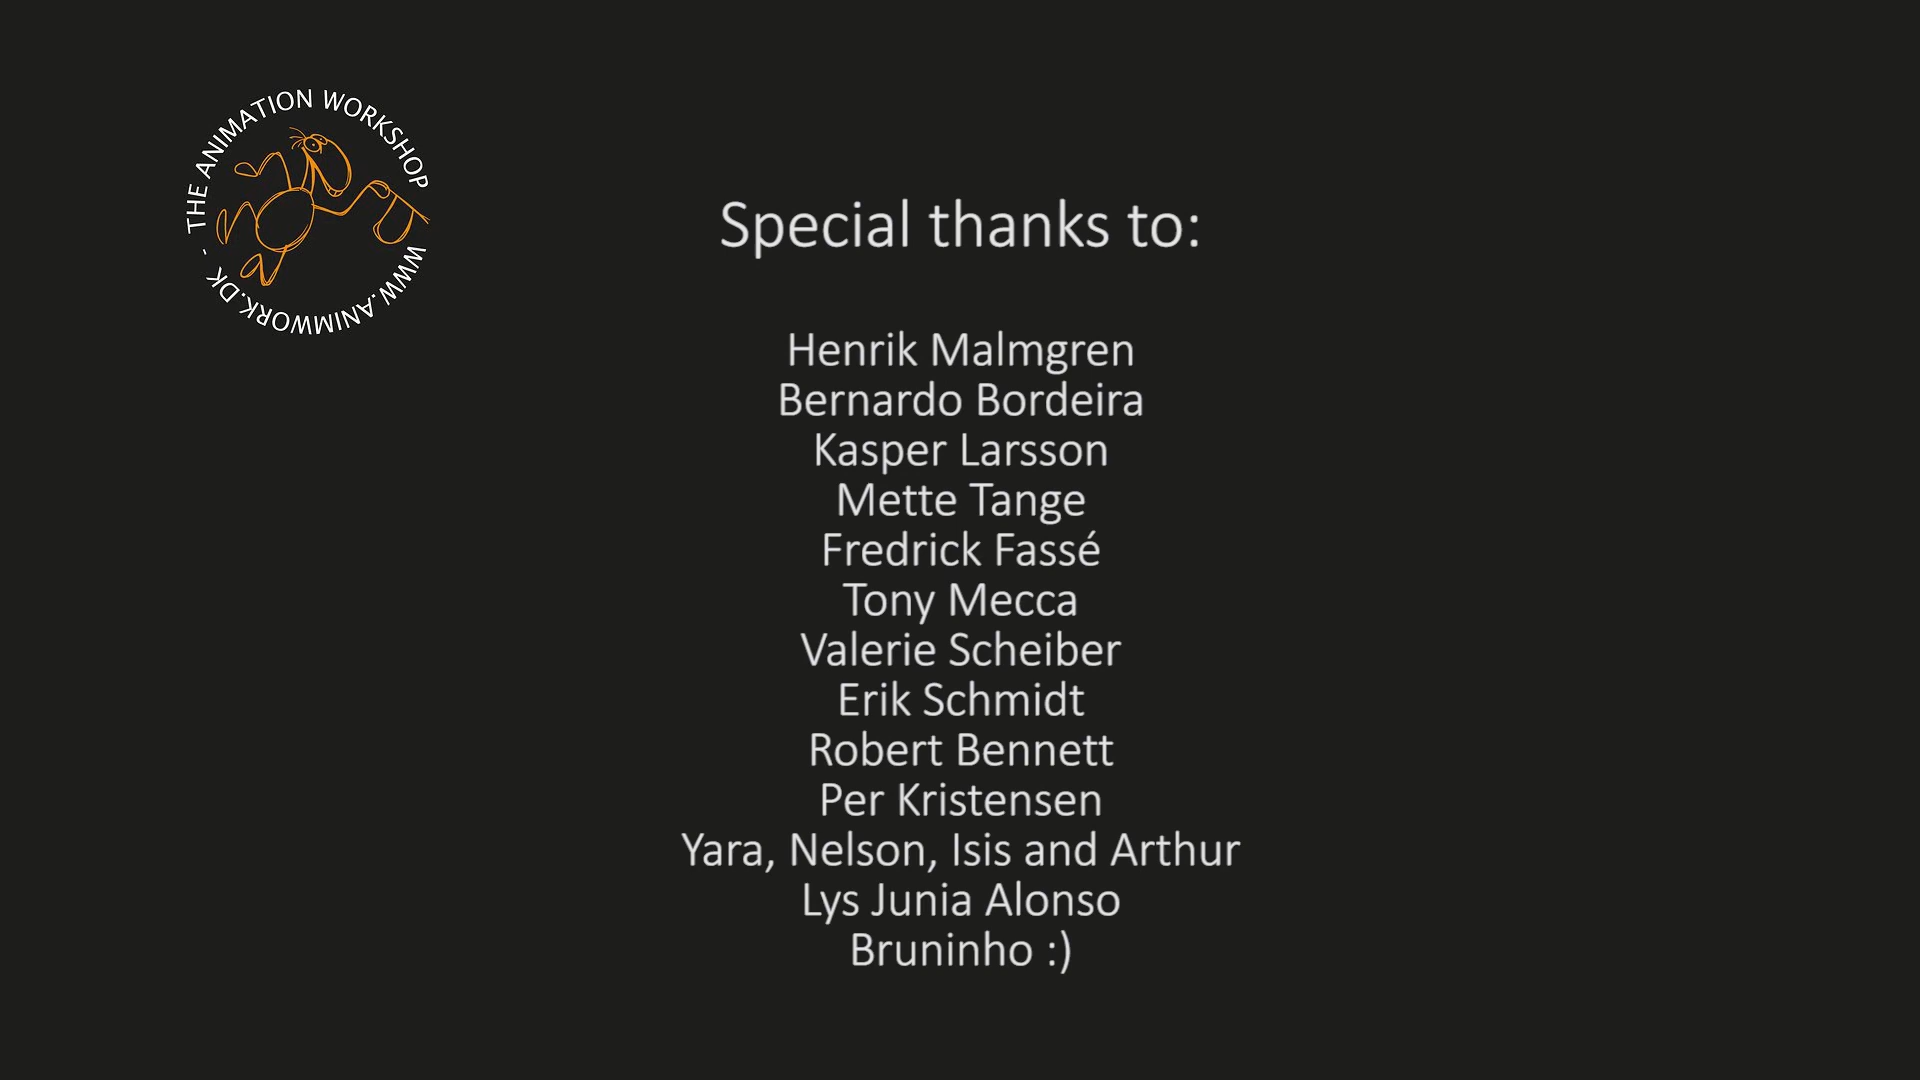 THE ANIMATION WORKSHOP
WWW.ANIMWORK.DK -
Special thanks to:
Henrik Malmgren
Bernardo Bordeira
Kasper Larsson
Mette Tange
Fredrick Fassé
Tony Mecca
Valerie Scheiber
Erik Schmidt
Robert Bennett
Per Kristensen
Yara, Nelson, Isis and Arthur
Lys Junia Alonso
Bruninho :)